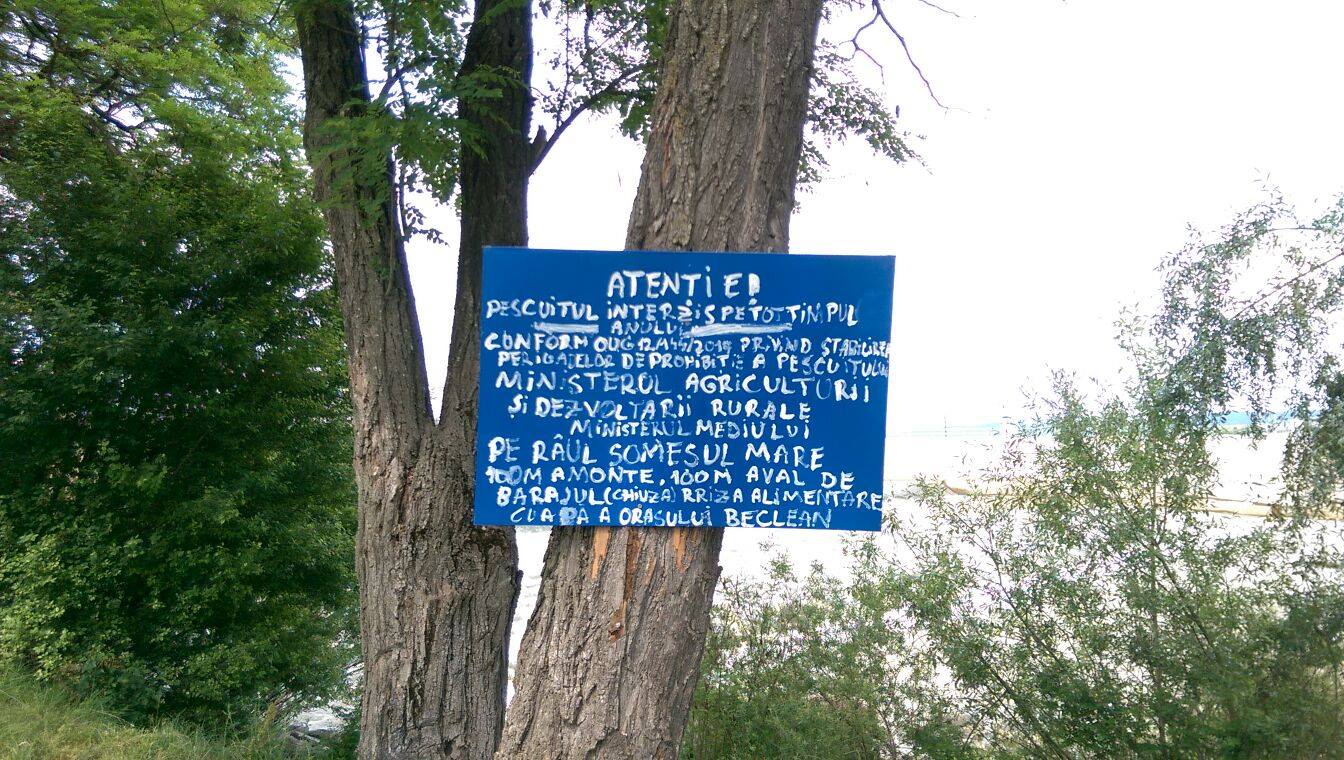 ATENTiE!
PESCUiTUL iNTERZiS PE TOT TiMPUL
ANULUi
CONFORM OUG
PERiOADELOR DE PROHiBITiE A PESCUiTULUi
MiNiSTERUL AGRiCULTURii
Şi DEZVOLTARii RURALE
MiNiSTERUL MEDiULUi
PE RÂUL SOMEŞUL MARE
100M AMONTE, 100M AVAL DE
BARAJUL (CHiUZA) PRiZA ALiMENTARE
CU APA A ORASULUi BECLEAN